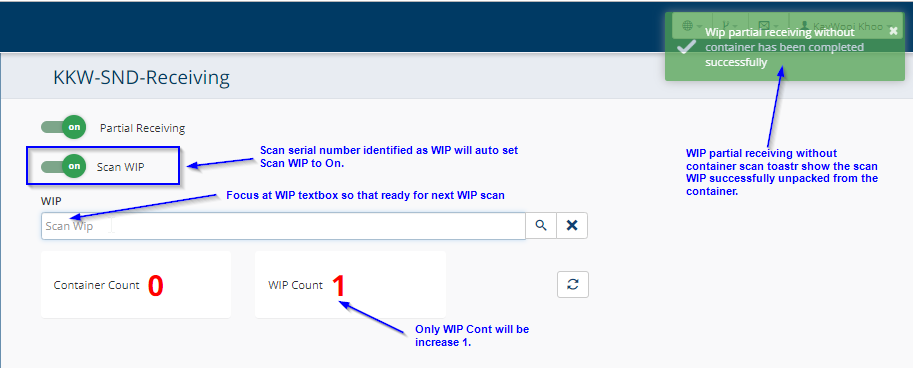 KayWooi Khoo
Wip partial receiving without
container has been completed
successfully
KKW-SND-Receiving
on Partial Receiving
on Scan WIP
Scan serial number identified as WIP will auto set
Scan WIP to On.
WIP partial receiving without
container scan toastr show the scan
WIP successfully unpacked from the
container.
WIP
Focus at WIP textbox so that ready for next WIP scan
Scan Wip
Container Count 0
WIP Count 1
Only WIP Cont will be
increase 1.